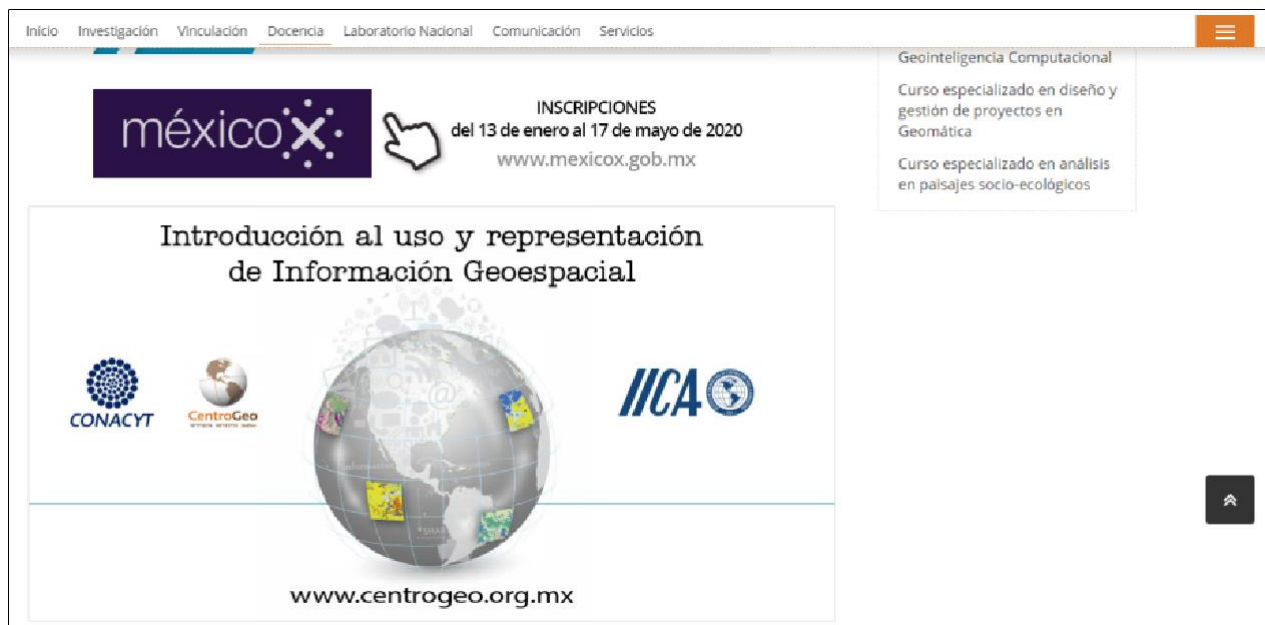 Inicio Investigación Vinculación Docencia Laboratorio Nacional Comunicación Servicios
méxicox
INSCRIPCIONES
del 13 de enero al 17 de mayo de 2020
www.mexicox.gob.mx
Geointeligencia Computacional
Curso especializado en diseño y
gestión de proyectos en
Geomática
Curso especializado en análisis
en paisajes socio-ecológicos
Introducción al uso y representación
de Información Geoespacial
CONACYT
CentroGeo
IICA
@
www.centrogeo.org.mx